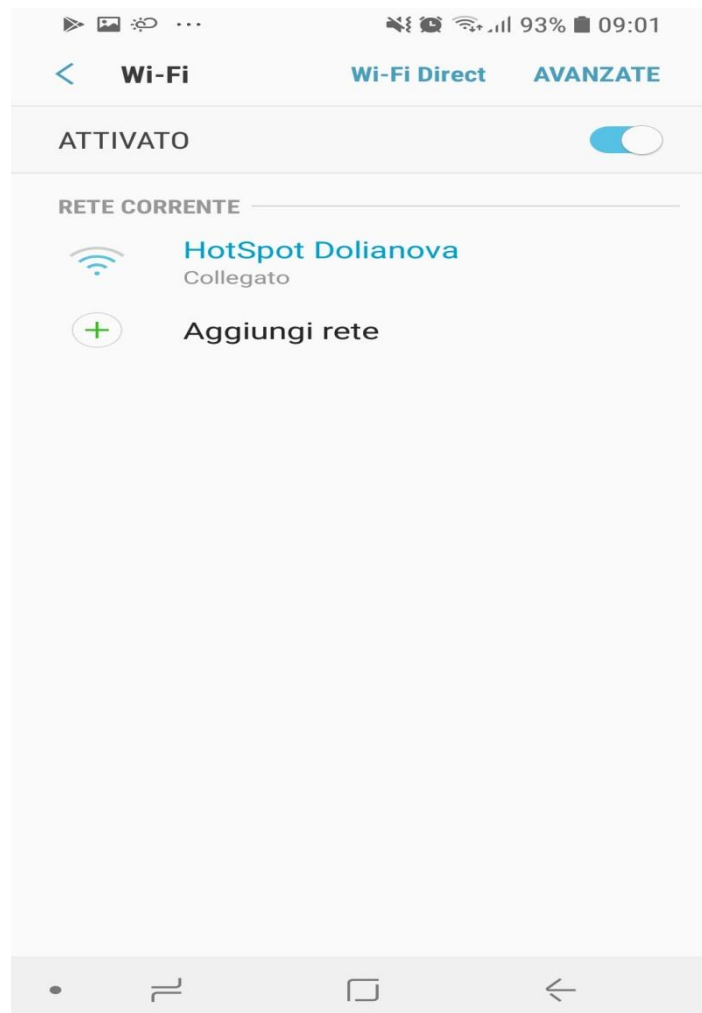 93% 09:01
Wi-Fi Wi-Fi Direct AVANZATE
ATTIVATO
RETE CORRENTE
HotSpot Dolianova
Collegato
Aggiungi rete